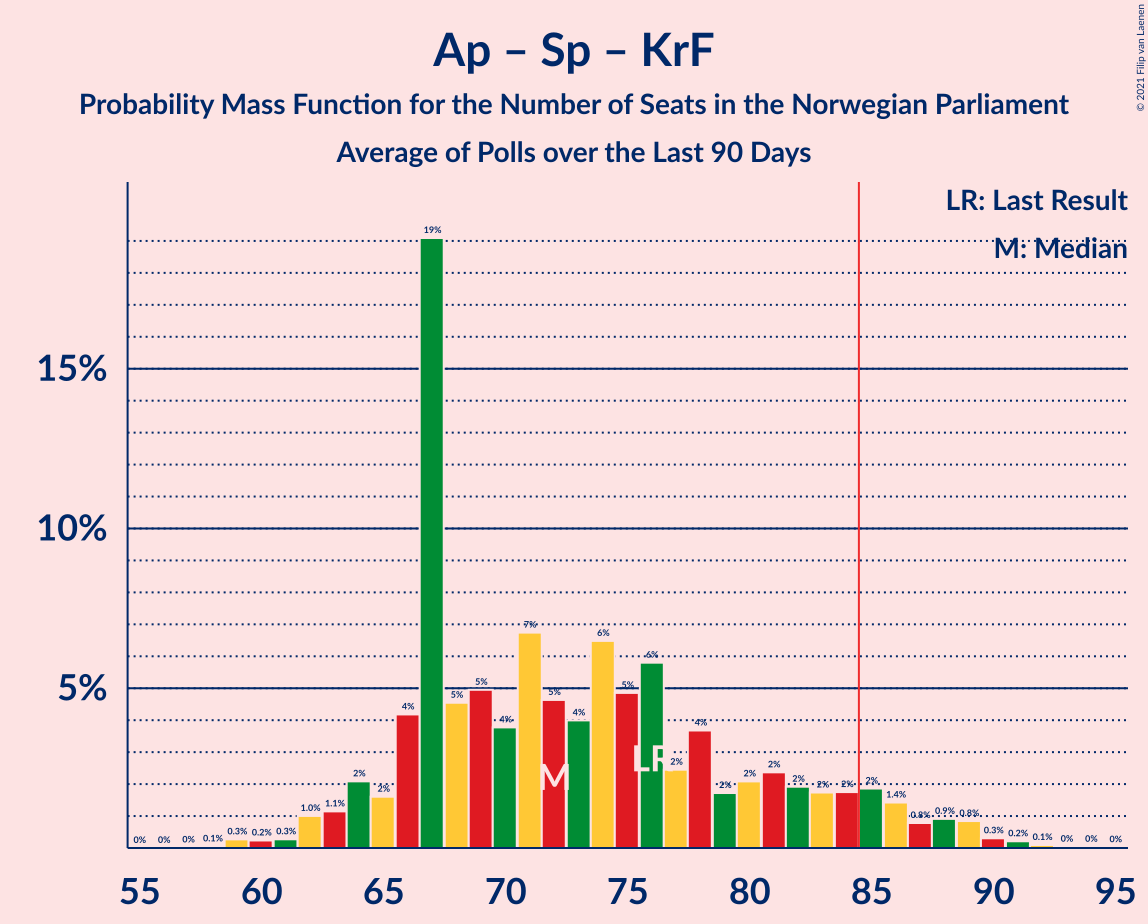 Ap – Sp – KrF
Probability Mass Function for the Number of Seats in the Norwegian Parliament
Average of Polls over the Last 90 Days
© 2021 Filip van Laenen
LR: Last Result
M: Median
15%
10%
5%
0% 0% 0% 0.1% 0.3% 0.2% 0.3% 1.0% 1.1% 2% 2% 4% 19% 5% 5% 4% 7% 5% 4% 6% 5% 6% 2% 4% 2% 2% 2% 2% 2% 2% 2% 1.4% 0.8% 0.9% 0.8% 0.3% 0.2% 0.1% 0% 0% 0%
M
LR
55 60 65 70 75 80 85 90 95